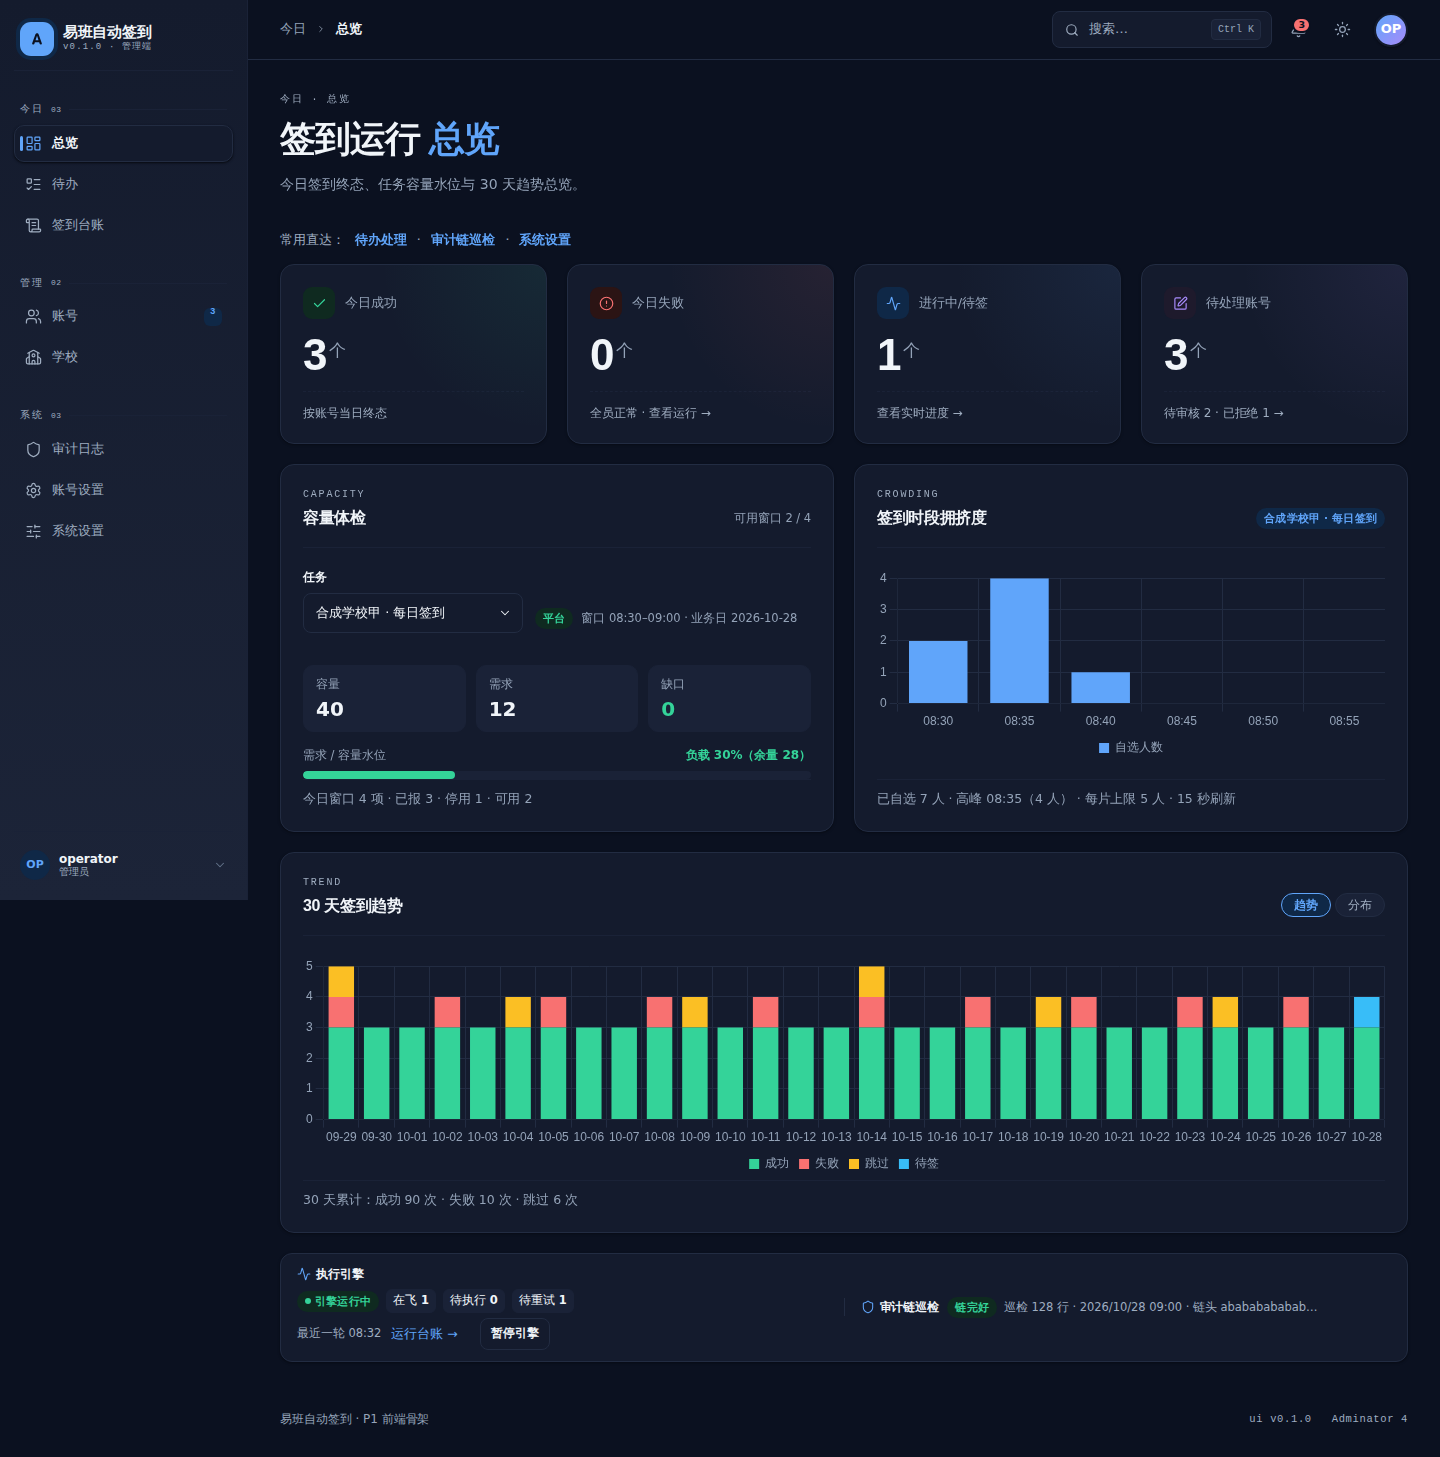 A
易班自动签到
v0.1.0 · 管理端
今日 03
总览
待办
签到台账
管理 02
账号 3
学校
系统 03
审计日志
账号设置
系统设置
OP
operator
管理员
今日 › 总览
搜索... Ctrl K
3
OP
今日 · 总览
签到运行 总览
今日签到终态、任务容量水位与 30 天趋势总览。
常用直达： 待办处理 · 审计链巡检 · 系统设置
今日成功
3个
按账号当日终态
今日失败
0个
全员正常 · 查看运行 →
进行中/待签
1个
查看实时进度 →
待处理账号
3个
待审核 2 · 已拒绝 1 →
CAPACITY
容量体检 可用窗口 2 / 4
任务
合成学校甲 · 每日签到
平台 窗口 08:30–09:00 · 业务日 2026-10-28
容量
40
需求
12
缺口
0
需求 / 容量水位 负载 30%（余量 28）
今日窗口 4 项 · 已报 3 · 停用 1 · 可用 2
CROWDING
签到时段拥挤度 合成学校甲 · 每日签到
4
3
2
1
0
08:30 08:35 08:40 08:45 08:50 08:55
自选人数
已自选 7 人 · 高峰 08:35（4 人） · 每片上限 5 人 · 15 秒刷新
TREND
30 天签到趋势 趋势 分布
5
4
3
2
1
0
09-29 09-30 10-01 10-02 10-03 10-04 10-05 10-06 10-07 10-08 10-09 10-10 10-11 10-12 10-13 10-14 10-15 10-16 10-17 10-18 10-19 10-20 10-21 10-22 10-23 10-24 10-25 10-26 10-27 10-28
成功 失败 跳过 待签
30 天累计：成功 90 次 · 失败 10 次 · 跳过 6 次
执行引擎
引擎运行中 在飞 1 待执行 0 待重试 1
最近一轮 08:32 运行台账 → 暂停引擎
审计链巡检 链完好 巡检 128 行 · 2026/10/28 09:00 · 链头 abababababab...
易班自动签到 · P1 前端骨架
ui v0.1.0 Adminator 4